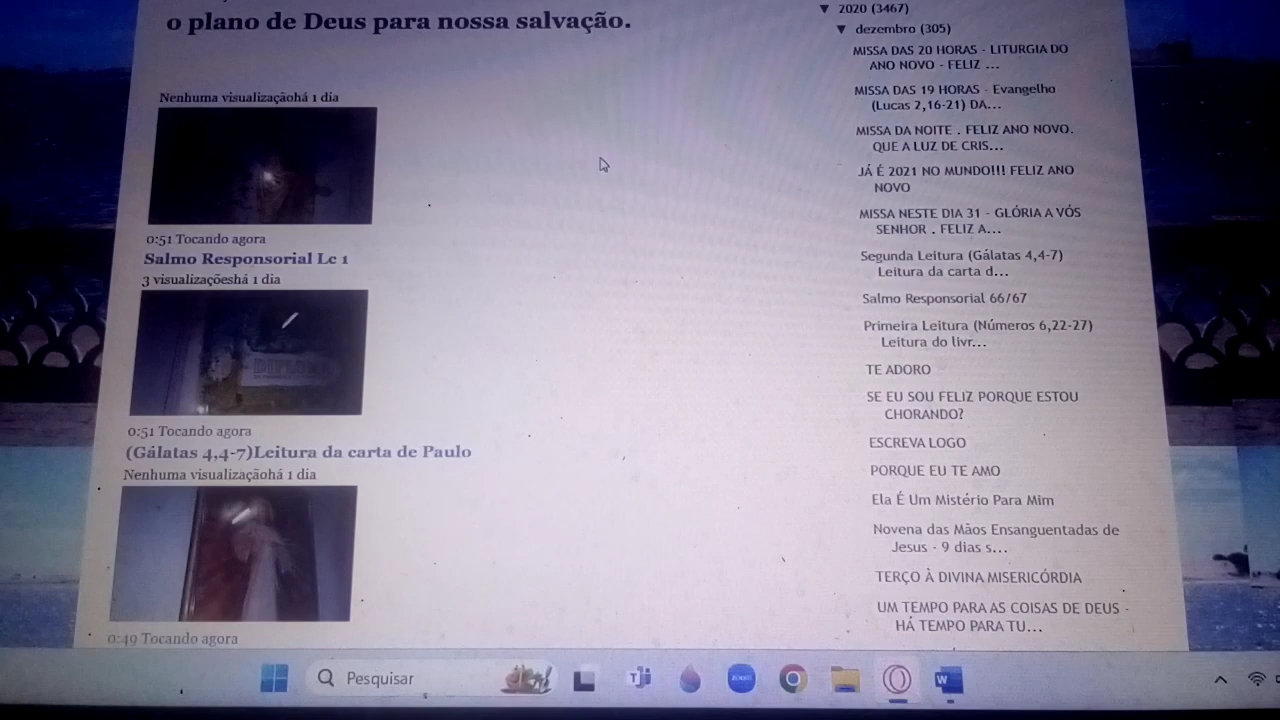 o plano de Deus para nossa salvação.
Nenhuma visualizaçãohá 1 dia
0:51 Tocando agora
Salmo Responsorial Lc 1
3 visualizaçõeshá 1 dia
DIPLOMA
0:51 Tocando agora
(Gálatas 4,4-7)Leitura da carta de Paulo
Nenhuma visualizaçãohá 1 dia
0:49 Tocando agora
▼ 2020 (3467)
▼ dezembro (305)
MISSA DAS 20 HORAS - LITURGIA DO
ANO NOVO - FELIZ ...
MISSA DAS 19 HORAS - Evangelho
(Lucas 2,16-21) DA...
MISSA DA NOITE . FELIZ ANO NOVO.
QUE A LUZ DE CRIS...
JÁ É 2021 NO MUNDO!!! FELIZ ANO
NOVO
MISSA NESTE DIA 31 - GLÓRIA A VÓS
SENHOR . FELIZ A...
Segunda Leitura (Gálatas 4,4-7)
Leitura da carta d...
Salmo Responsorial 66/67
Primeira Leitura (Números 6,22-27)
Leitura do livr...
TE ADORO
SE EU SOU FELIZ PORQUE ESTOU
CHORANDO?
ESCREVA LOGO
PORQUE EU TE AMO
Ela É Um Mistério Para Mim
Novena das Mãos Ensanguentadas de
Jesus - 9 dias s...
TERÇO À DIVINA MISERICÓRDIA
UM TEMPO PARA AS COISAS DE DEUS -
HÁ TEMPO PARA TU...
Pesquisar
zoom
W